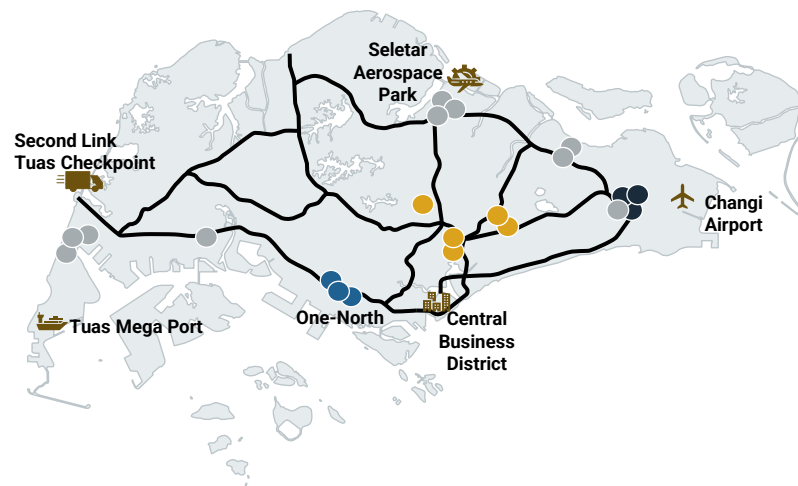 Seletar
Aerospace
Park
Second Link
Tuas Checkpoint
Changi
Airport
Tuas Mega Port
One-North
Central
Business
District